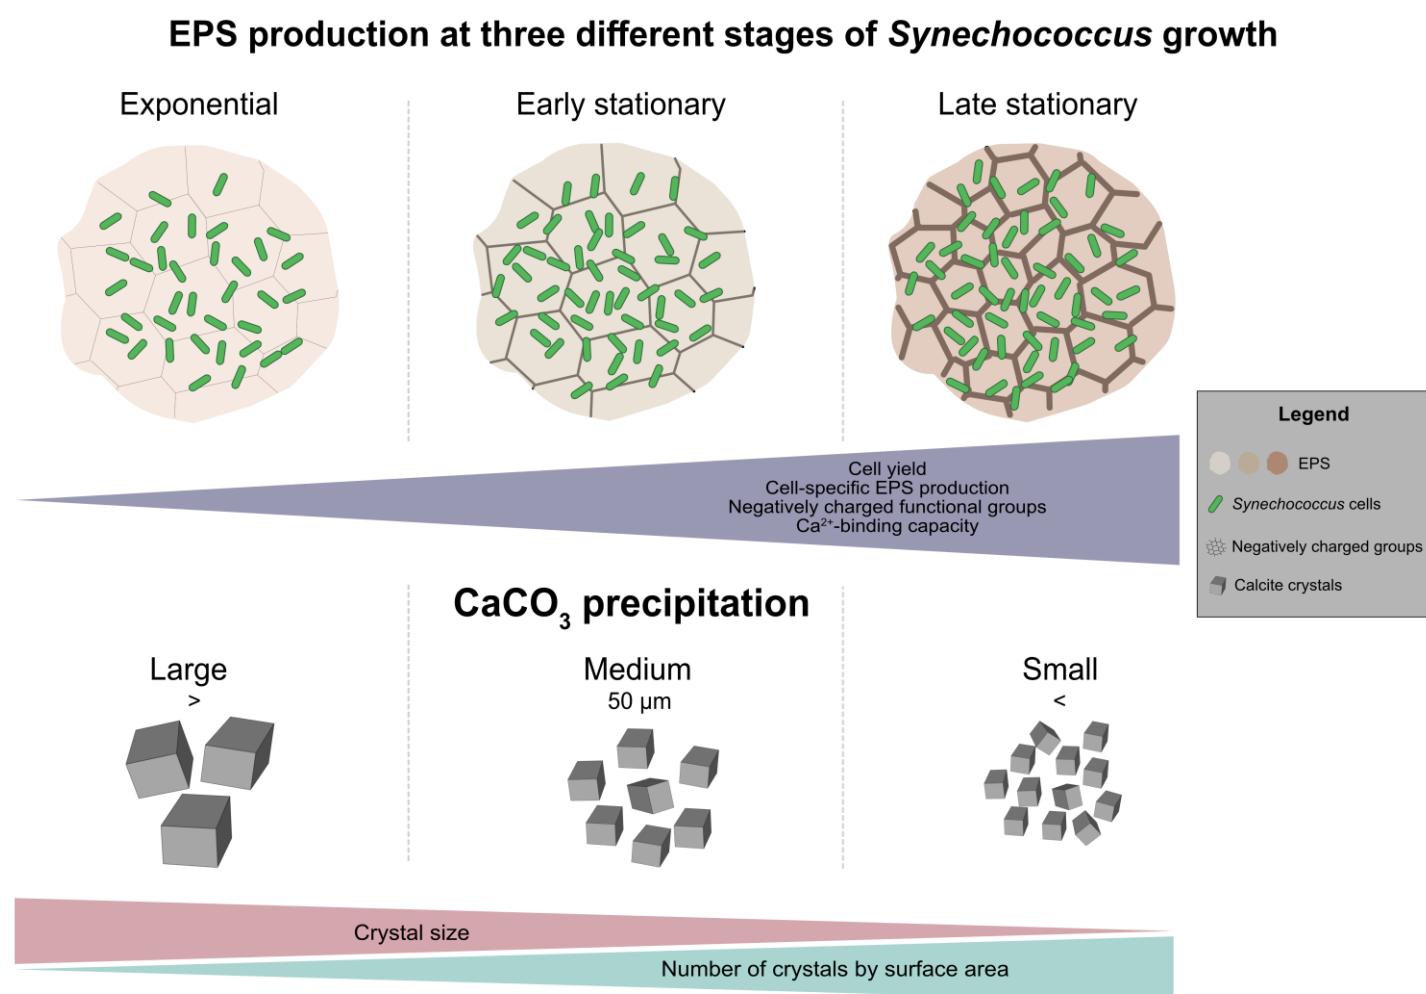 EPS production at three different stages of Synechococcus growth
Exponential
Early stationary
Late stationary
Cell yield
Cell-specific EPS production
Negatively charged functional groups
Ca²⁺-binding capacity
Legend
EPS
Synechococcus cells
Negatively charged groups
Calcite crystals
CaCO₃ precipitation
Large
>
Medium
50 µm
Small
<
Crystal size
Number of crystals by surface area